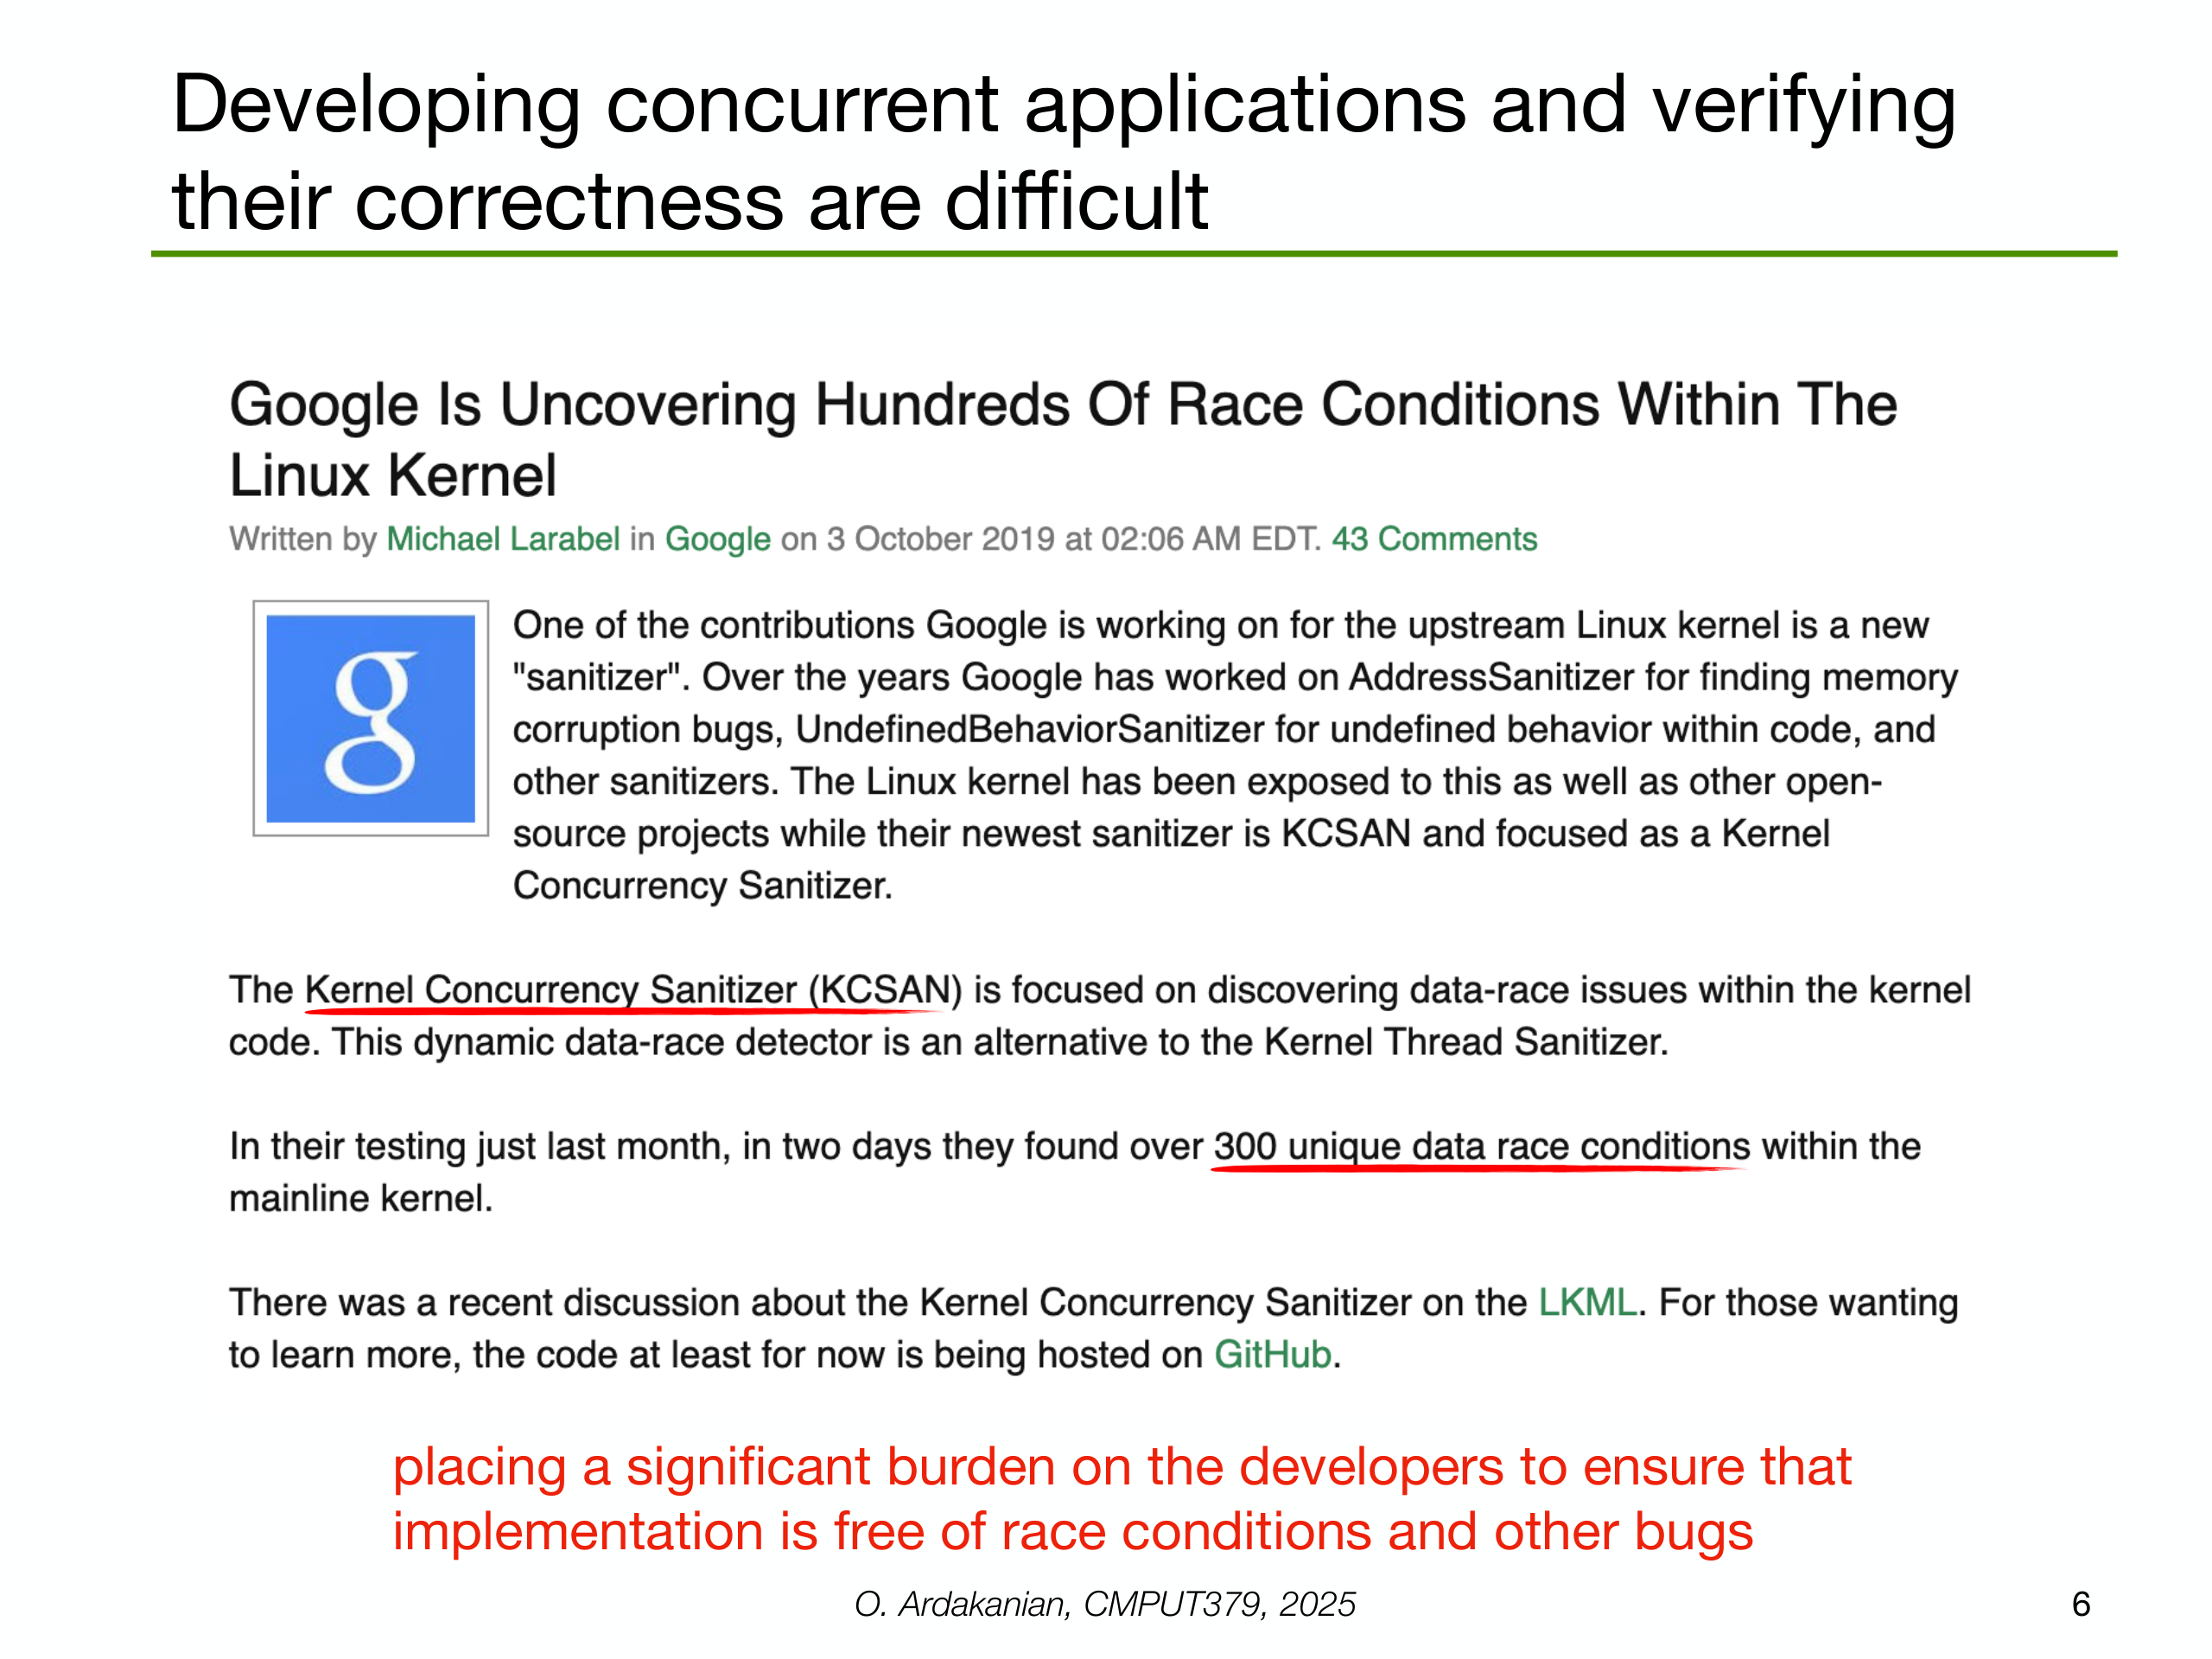 Developing concurrent applications and verifying
their correctness are difficult
Google Is Uncovering Hundreds Of Race Conditions Within The
Linux Kernel
Written by Michael Larabel in Google on 3 October 2019 at 02:06 AM EDT. 43 Comments
g
One of the contributions Google is working on for the upstream Linux kernel is a new
"sanitizer". Over the years Google has worked on AddressSanitizer for finding memory
corruption bugs, UndefinedBehaviorSanitizer for undefined behavior within code, and
other sanitizers. The Linux kernel has been exposed to this as well as other open-
source projects while their newest sanitizer is KCSAN and focused as a Kernel
Concurrency Sanitizer.
The Kernel Concurrency Sanitizer (KCSAN) is focused on discovering data-race issues within the kernel
code. This dynamic data-race detector is an alternative to the Kernel Thread Sanitizer.
In their testing just last month, in two days they found over 300 unique data race conditions within the
mainline kernel.
There was a recent discussion about the Kernel Concurrency Sanitizer on the LKML. For those wanting
to learn more, the code at least for now is being hosted on GitHub.
placing a significant burden on the developers to ensure that
implementation is free of race conditions and other bugs
O. Ardakanian, CMPUT379, 2025
6